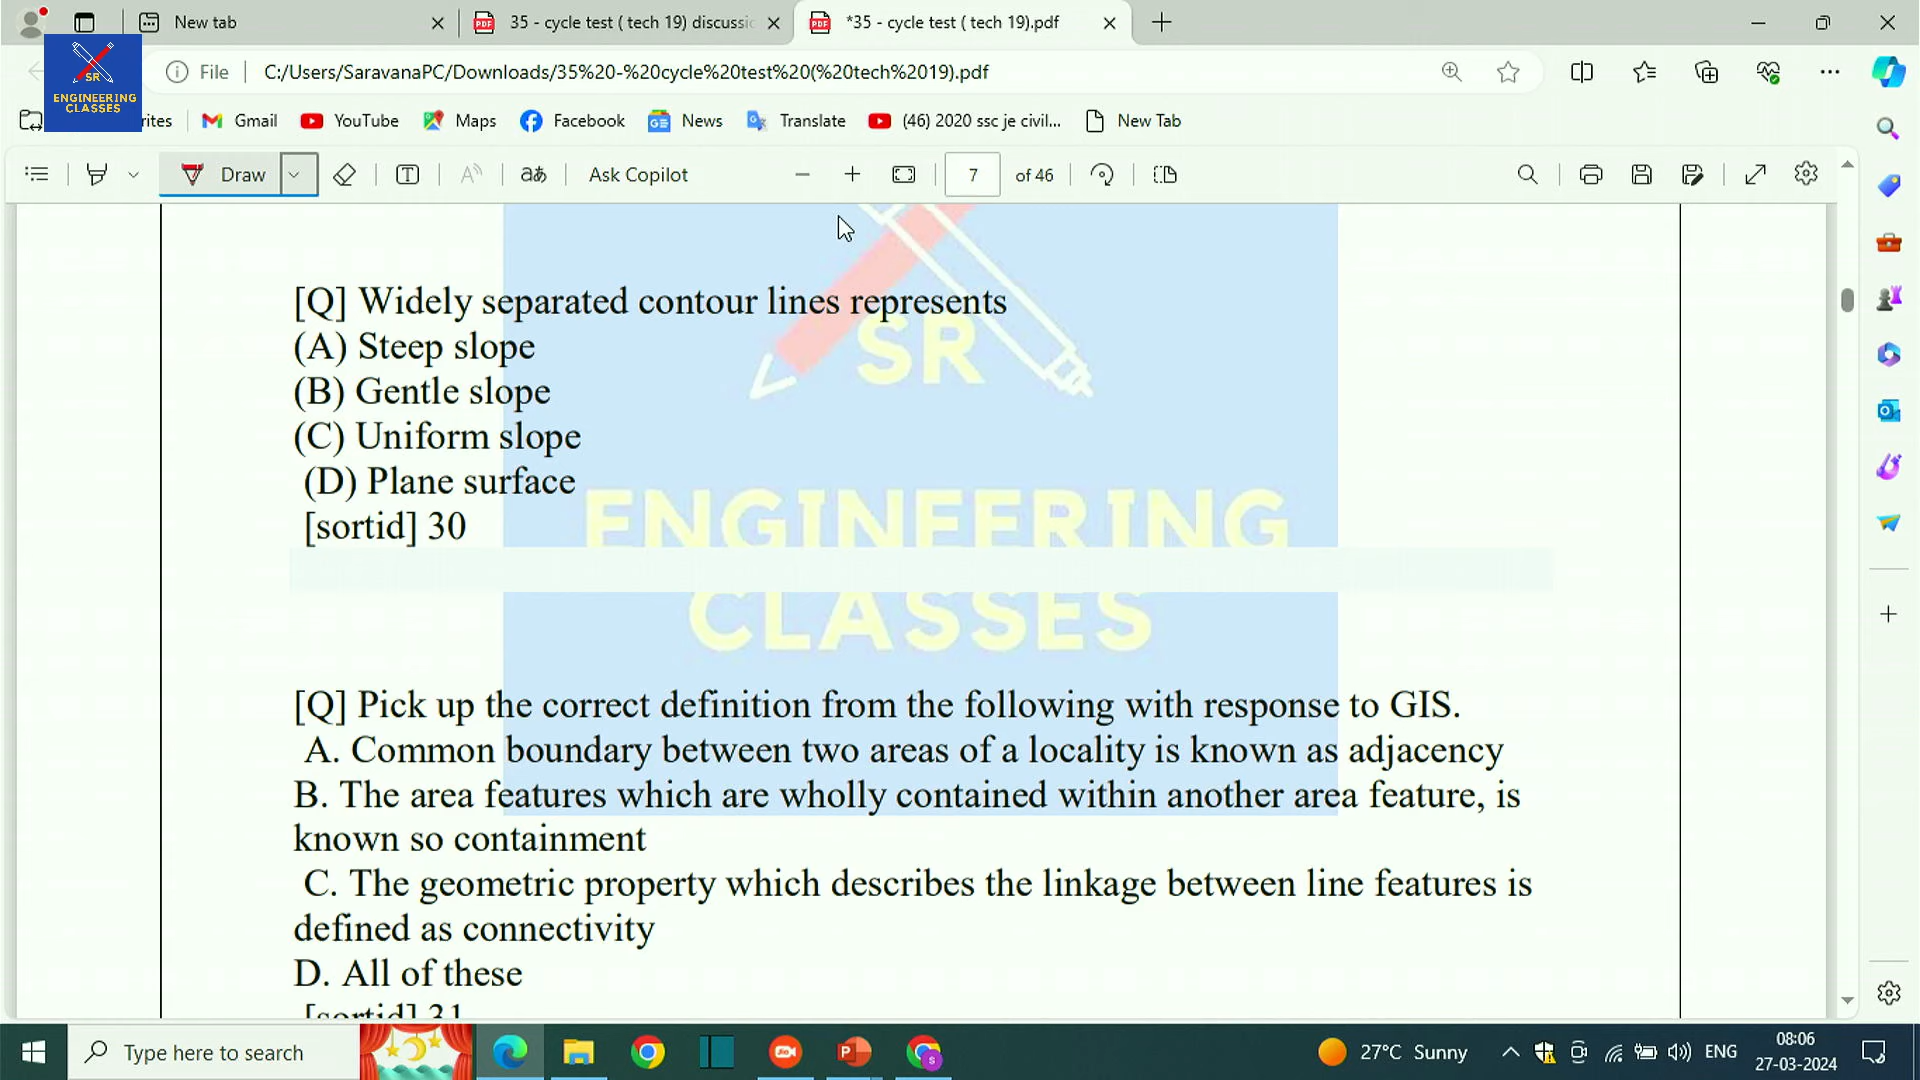 New tab
35 - cycle test ( tech 19) discussi
*35 - cycle test ( tech 19).pdf
SR
ENGINEERING
CLASSES
File
C:/Users/SaravanaPC/Downloads/35%20-%20cycle%20test%20(%20tech%2019).pdf
rites
Gmail
YouTube
Maps
Facebook
News
Translate
(46) 2020 ssc je civil...
New Tab
Draw
Ask Copilot
7
of 46
[Q] Widely separated contour lines represents
(A) Steep slope
(B) Gentle slope
(C) Uniform slope
(D) Plane surface
[sortid] 30
SR
ENGINEERING
CLASSES
[Q] Pick up the correct definition from the following with response to GIS.
A. Common boundary between two areas of a locality is known as adjacency
B. The area features which are wholly contained within another area feature, is
known so containment
C. The geometric property which describes the linkage between line features is
defined as connectivity
D. All of these
[sortid] 31
Type here to search
27°C Sunny
ENG
08:06
27-03-2024